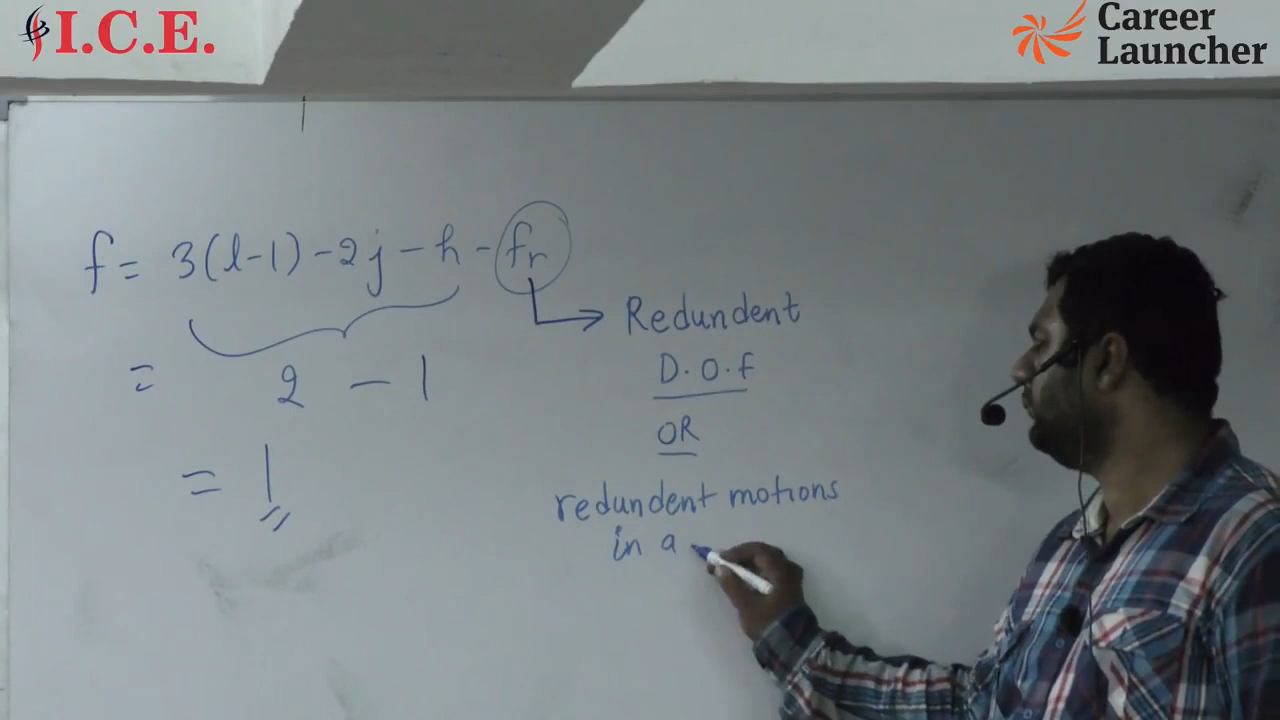 I.C.E.
Career
Launcher
f = 3(l-1) - 2j - h - fr
Redundent
D.O.f
OR
= 2 - 1
= 1
redundent motions
in a